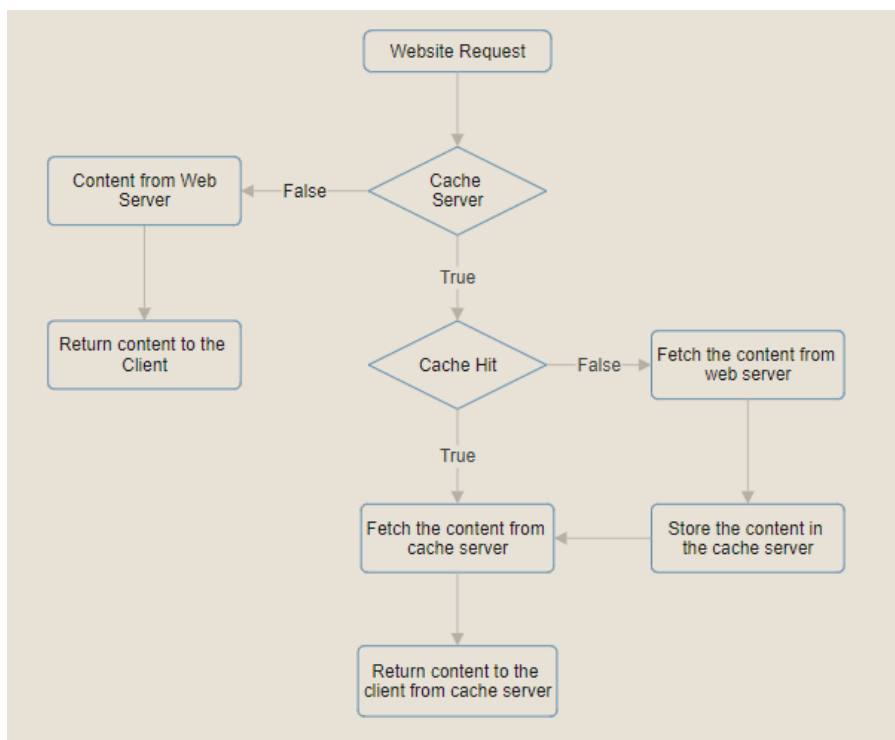 Website Request
Content from Web
Server
False
Cache
Server
True
Return content to the
Client
Cache Hit
False
Fetch the content from
web server
True
Fetch the content from
cache server
Store the content in
the cache server
Return content to the
client from cache server